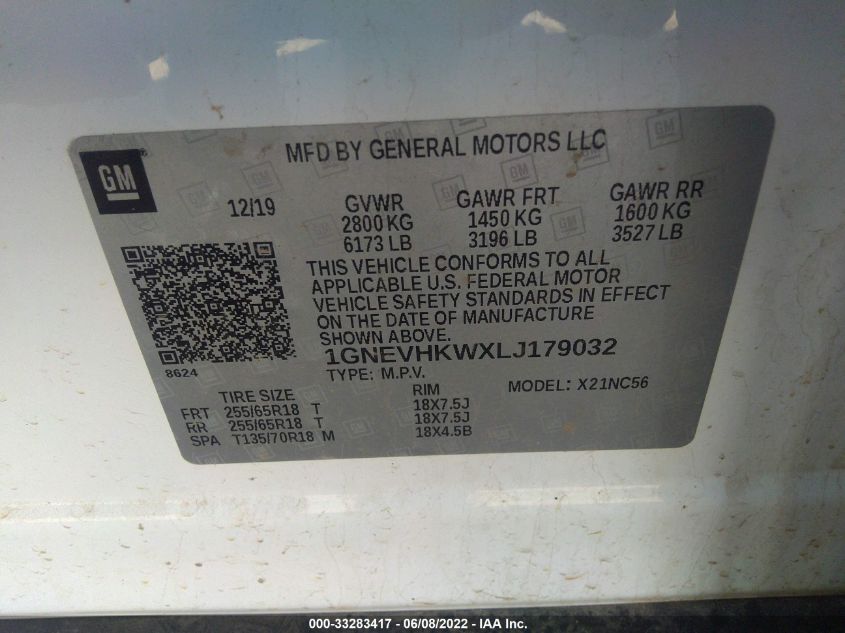 GM
MFD BY GENERAL MOTORS LLC
12/19
GVWR GAWR FRT GAWR RR
2800 KG 1450 KG 1600 KG
6173 LB 3196 LB 3527 LB
THIS VEHICLE CONFORMS TO ALL
APPLICABLE U.S. FEDERAL MOTOR
VEHICLE SAFETY STANDARDS IN EFFECT
ON THE DATE OF MANUFACTURE
SHOWN ABOVE.
1GNEVHKWXLJ179032
8624
TYPE: M.P.V. MODEL: X21NC56
TIRE SIZE RIM
FRT 255/65R18 T 18X7.5J
RR 255/65R18 T 18X7.5J
SPA T135/70R18 M 18X4.5B
000-33283417 - 06/08/2022 - IAA Inc.